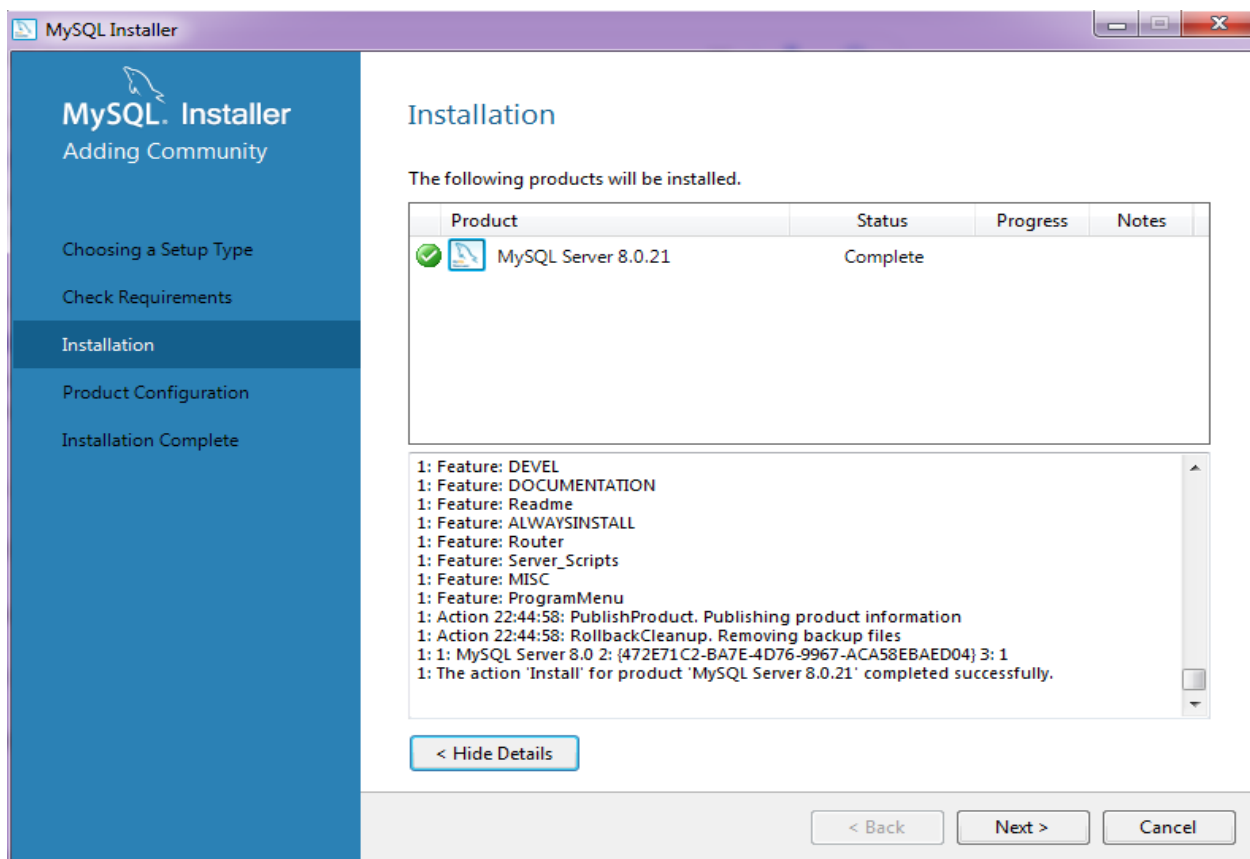 MySQL Installer
MySQL. Installer
Adding Community
Choosing a Setup Type
Check Requirements
Installation
Product Configuration
Installation Complete
Installation
The following products will be installed.
Product Status Progress Notes
MySQL Server 8.0.21 Complete
1: Feature: DEVEL
1: Feature: DOCUMENTATION
1: Feature: Readme
1: Feature: ALWAYSINSTALL
1: Feature: Router
1: Feature: Server_Scripts
1: Feature: MISC
1: Feature: ProgramMenu
1: Action 22:44:58: PublishProduct. Publishing product information
1: Action 22:44:58: RollbackCleanup. Removing backup files
1: 1: MySQL Server 8.0 2: {472E71C2-BA7E-4D76-9967-ACA58EBAED04} 3: 1
1: The action 'Install' for product 'MySQL Server 8.0.21' completed successfully.
< Hide Details
< Back Next > Cancel